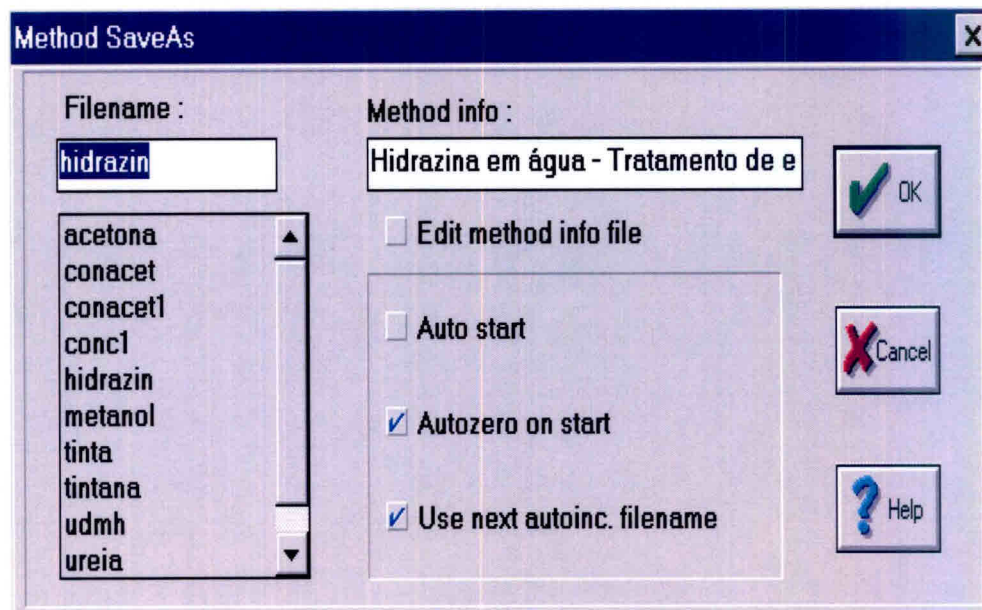 Method SaveAs
Filename :
hidrazin
acetona
conacet
conacet1
conc1
hidrazin
metanol
tinta
tintana
udmh
ureia
Method info :
Hidrazina em água - Tratamento de e
Edit method info file
Auto start
Autozero on start
Use next autoinc. filename
OK
Cancel
Help